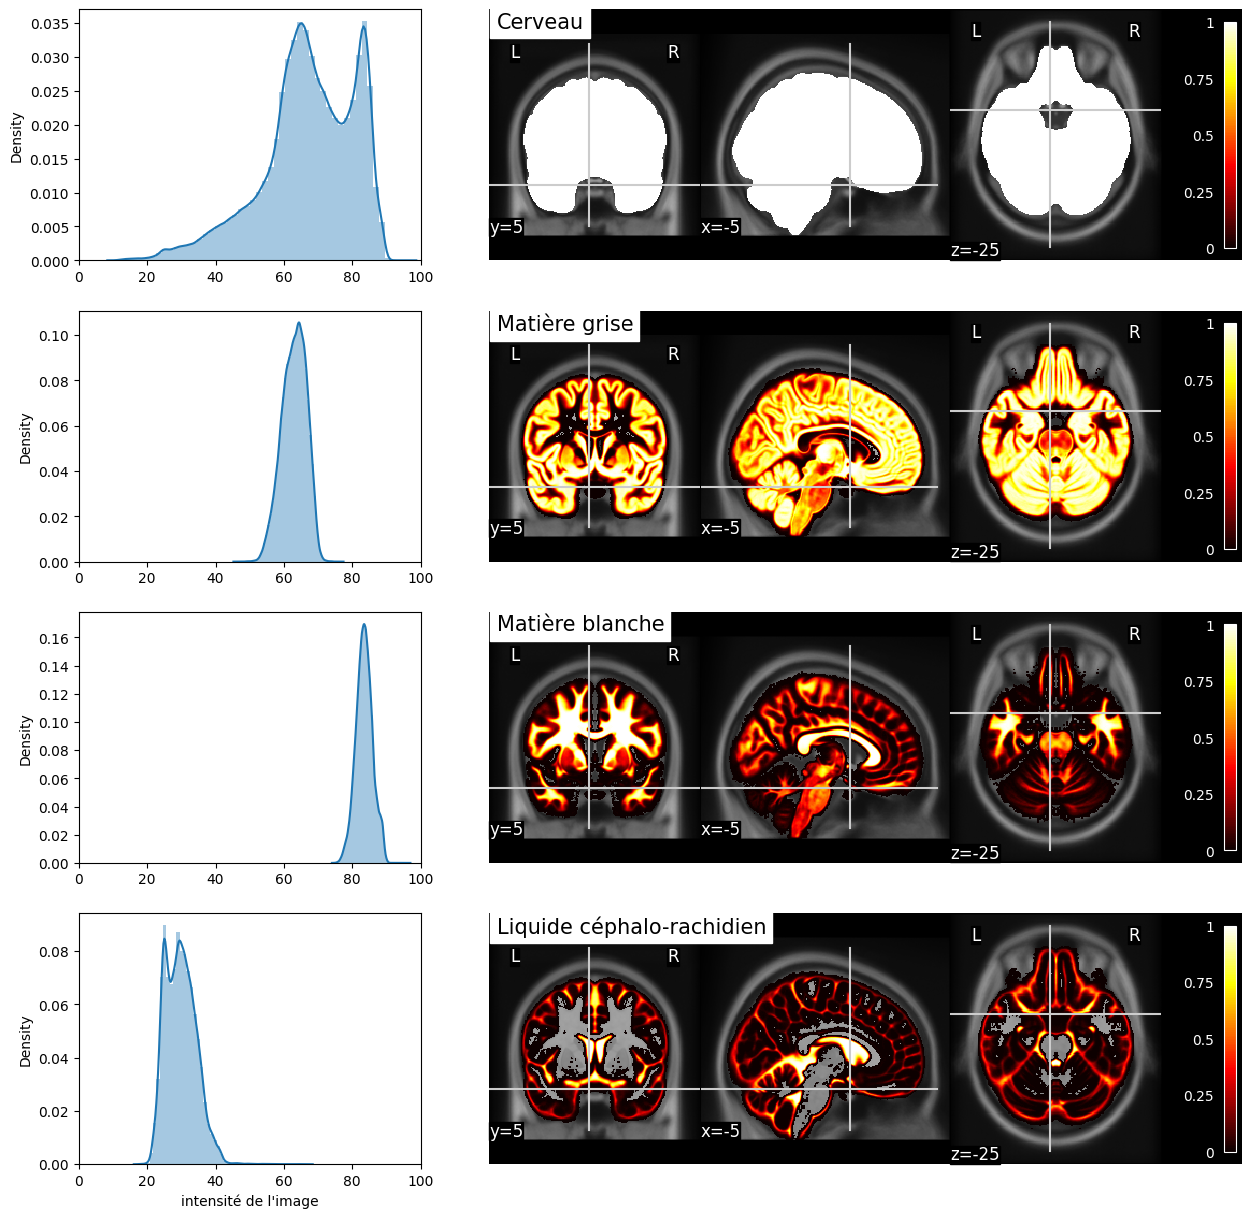 Cerveau
L R L R
y=5 x=-5 z=-25
1
0.75
0.5
0.25
0
Density
0.035
0.030
0.025
0.020
0.015
0.010
0.005
0.000
0 20 40 60 80 100
Matière grise
L R L R
y=5 x=-5 z=-25
1
0.75
0.5
0.25
0
Density
0.10
0.08
0.06
0.04
0.02
0.00
0 20 40 60 80 100
Matière blanche
L R L R
y=5 x=-5 z=-25
1
0.75
0.5
0.25
0
Density
0.16
0.14
0.12
0.10
0.08
0.06
0.04
0.02
0.00
0 20 40 60 80 100
Liquide céphalo-rachidien
L R L R
y=5 x=-5 z=-25
1
0.75
0.5
0.25
0
Density
0.08
0.06
0.04
0.02
0.00
0 20 40 60 80 100
intensité de l'image